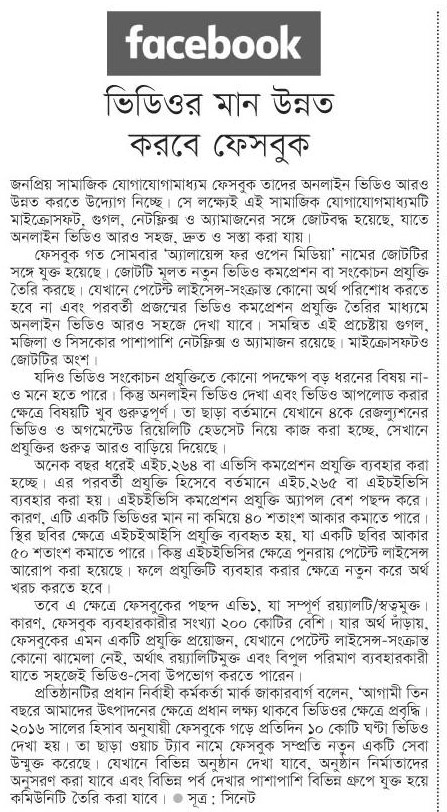 facebook
ভিডিওর মান উন্নত
করবে ফেসবুক
জনপ্রিয় সামাজিক যোগাযোগমাধ্যম ফেসবুক তাদের অনলাইন ভিডিও আরও
উন্নত করতে উদ্যোগ নিচ্ছে। সে লক্ষ্যেই এই সামাজিক যোগাযোগমাধ্যমটি
মাইক্রোসফট, গুগল, নেটফ্লিক্স ও অ্যামাজনের সঙ্গে জোটবদ্ধ হয়েছে, যাতে
অনলাইন ভিডিও আরও সহজ, দ্রুত ও সস্তা করা যায়।
ফেসবুক গত সোমবার ‘অ্যালায়েন্স ফর ওপেন মিডিয়া’ নামের জোটটির
সঙ্গে যুক্ত হয়েছে। জোটটি মূলত নতুন ভিডিও কমপ্রেশন বা সংকোচন প্রযুক্তি
তৈরি করছে। যেখানে পেটেন্ট লাইসেন্স-সংক্রান্ত কোনো অর্থ পরিশোধ করতে
হবে না এবং পরবর্তী প্রজন্মের ভিডিও কমপ্রেশন প্রযুক্তি তৈরির মাধ্যমে
অনলাইন ভিডিও আরও সহজে দেখা যাবে। সমন্বিত এই প্রচেষ্টায় গুগল,
মজিলা ও সিসকোর পাশাপাশি নেটফ্লিক্স ও অ্যামাজন রয়েছে। মাইক্রোসফটও
জোটটির অংশ।
যদিও ভিডিও সংকোচন প্রযুক্তিতে কোনো পদক্ষেপ বড় ধরনের বিষয় না-
ও মনে হতে পারে। কিন্তু অনলাইন ভিডিও দেখা এবং ভিডিও আপলোড করার
ক্ষেত্রে বিষয়টি খুব গুরুত্বপূর্ণ। তা ছাড়া বর্তমানে যেখানে ৪কে রেজল্যুশনের
ভিডিও ও অগমেন্টেড রিয়েলিটি হেডসেট নিয়ে কাজ করা হচ্ছে, সেখানে
প্রযুক্তির গুরুত্ব আরও বাড়িয়ে দিয়েছে।
অনেক বছর ধরেই এইচ.২৬৪ বা এভিসি কমপ্রেশন প্রযুক্তি ব্যবহার করা
হচ্ছে। এর পরবর্তী প্রযুক্তি হিসেবে বর্তমানে এইচ.২৬৫ বা এইচইভিসি
ব্যবহার করা হয়। এইচইভিসি কমপ্রেশন প্রযুক্তি অ্যাপল বেশ পছন্দ করে।
কারণ, এটি একটি ভিডিওর মান না কমিয়ে ৪০ শতাংশ আকার কমাতে পারে।
স্থির ছবির ক্ষেত্রে এইচইআইসি প্রযুক্তি ব্যবহৃত হয়, যা একটি ছবির আকার
৫০ শতাংশ কমাতে পারে। কিন্তু এইচইভিসির ক্ষেত্রে পুনরায় পেটেন্ট লাইসেন্স
আরোপ করা হয়েছে। ফলে প্রযুক্তিটি ব্যবহার করার ক্ষেত্রে নতুন করে অর্থ
খরচ করতে হবে।
তবে এ ক্ষেত্রে ফেসবুকের পছন্দ এভি১, যা সম্পূর্ণ রয়্যালটি/স্বত্বমুক্ত।
কারণ, ফেসবুক ব্যবহারকারীর সংখ্যা ২০০ কোটির বেশি। যার অর্থ দাঁড়ায়,
ফেসবুকের এমন একটি প্রযুক্তি প্রয়োজন, যেখানে পেটেন্ট লাইসেন্স-সংক্রান্ত
কোনো ঝামেলা নেই, অর্থাৎ রয়্যালিটিমুক্ত এবং বিপুল পরিমাণ ব্যবহারকারী
যাতে সহজেই ভিডিও-সেবা উপভোগ করতে পারেন।
প্রতিষ্ঠানটির প্রধান নির্বাহী কর্মকর্তা মার্ক জাকারবার্গ বলেন, ‘আগামী তিন
বছরে আমাদের উৎপাদনের ক্ষেত্রে প্রধান লক্ষ্য থাকবে ভিডিওর ক্ষেত্রে প্রবৃদ্ধি।
২০১৬ সালের হিসাব অনুযায়ী ফেসবুকে গড়ে প্রতিদিন ১০ কোটি ঘণ্টা ভিডিও
দেখা হয়। তা ছাড়া ওয়াচ ট্যাব নামে ফেসবুক সম্প্রতি নতুন একটি সেবা
উন্মুক্ত করেছে। যেখানে বিভিন্ন অনুষ্ঠান দেখা যাবে, অনুষ্ঠান নির্মাতাদের
অনুসরণ করা যাবে এবং বিভিন্ন পর্ব দেখার পাশাপাশি বিভিন্ন গ্রুপে যুক্ত হয়ে
কমিউনিটি তৈরি করা যাবে। ● সূত্র : সিনেট